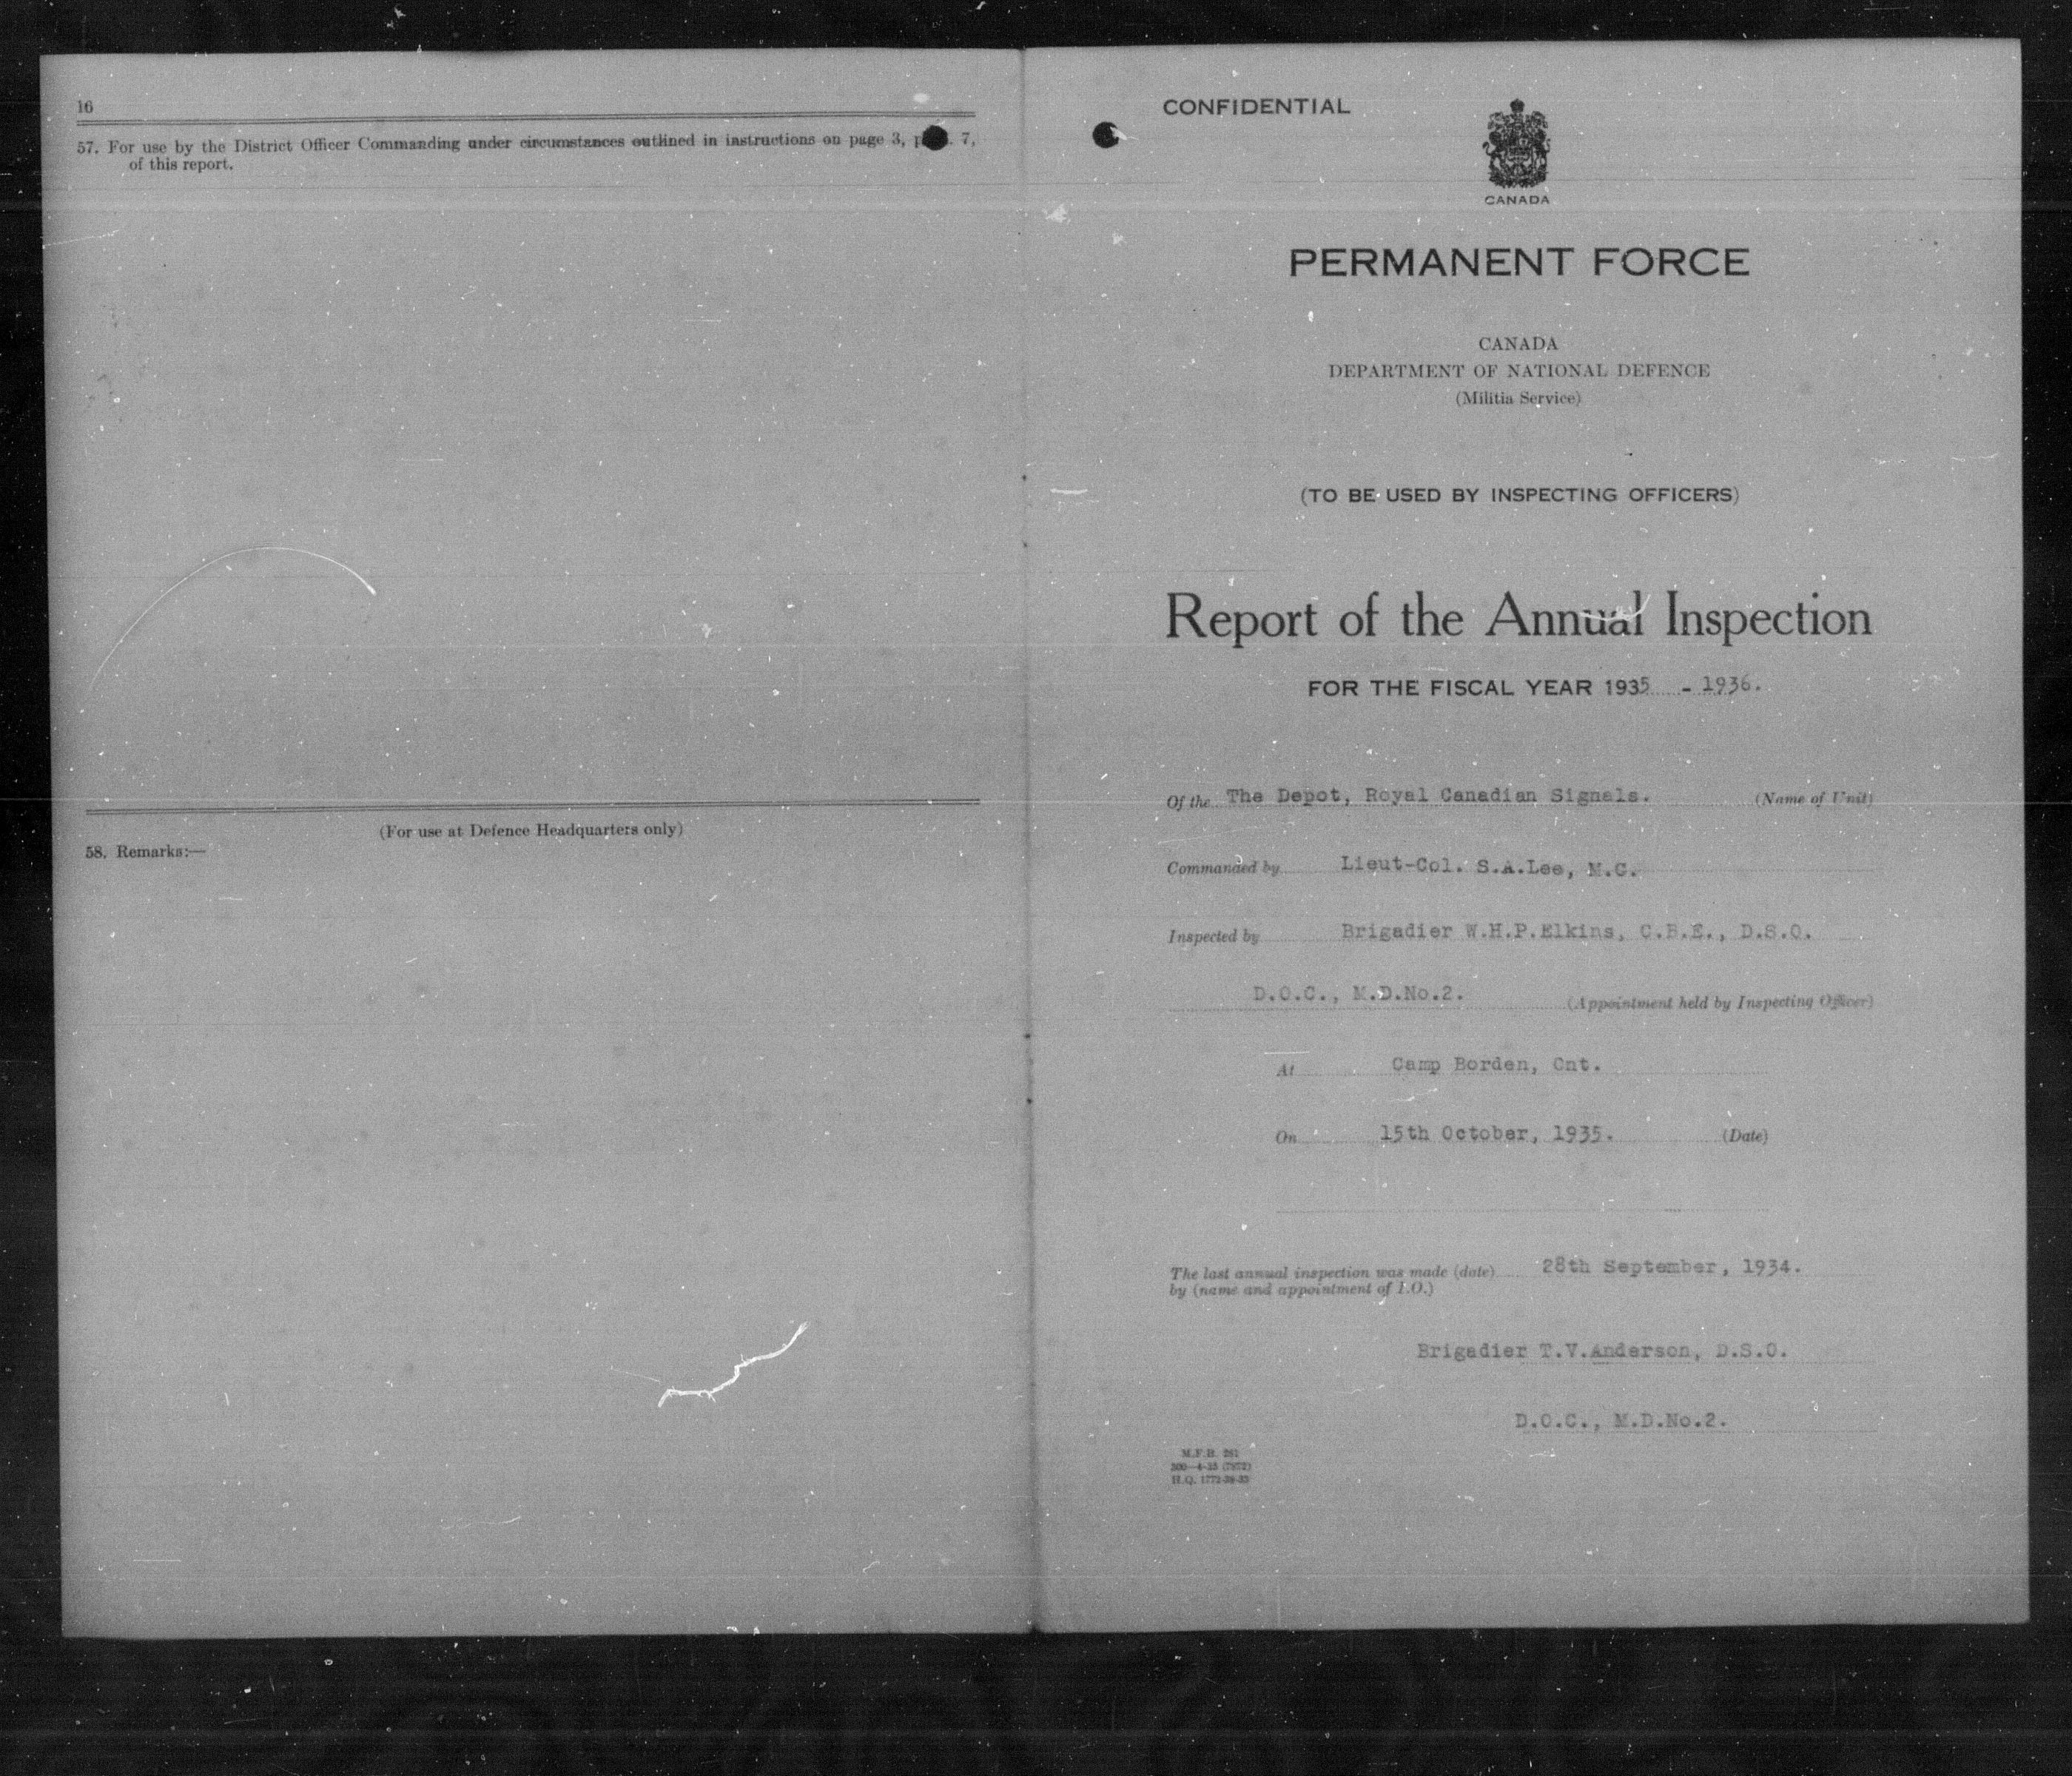 16
57. For use by the District Officer Commanding under circumstances outlined in instructions on page 3, 7,
of this report.
(For use at Defence Headquarters only)
58. Remarks:—
CONFIDENTIAL
CANADA
PERMANENT FORCE
CANADA
DEPARTMENT OF NATIONAL DEFENCE
(Militia Service)
(TO BE USED BY INSPECTING OFFICERS)
Report of the Annual Inspection
FOR THE FISCAL YEAR 1935 - 1936.
Of the The Depot, Royal Canadian Signals. (Name of Unit)
Commanded by Lieut-Col. S.A.Lee, M.C.
Inspected by Brigadier W.H.P.Elkins, C.B.E., D.S.O.
D.O.C., M.D.No.2. (Appointment held by Inspecting Officer)
At Camp Borden, Ont.
On 15th October, 1935. (Date)
The last annual inspection was made (date) 28th September, 1934.
by (name and appointment of I.O.)
Brigadier T.V.Anderson, D.S.O.
D.O.C., M.D.No.2.
M.F.B. 261
H.Q.